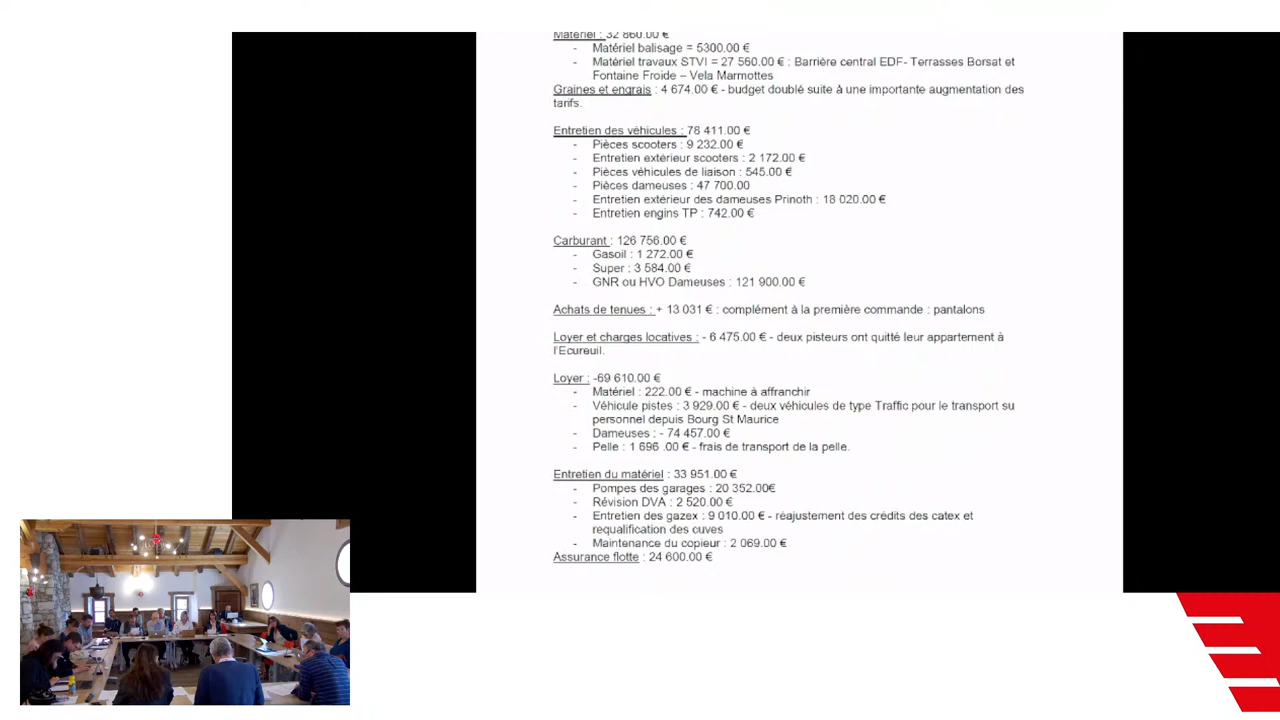 Matériel : 32 860.00 €
- Matériel balisage = 5300.00 €
- Matériel travaux STVI = 27 560.00 € : Barrière central EDF- Terrasses Borsat et
Fontaine Froide – Vela Marmottes
Graines et engrais : 4 674.00 € - budget doublé suite à une importante augmentation des
tarifs.
Entretien des véhicules : 78 411.00 €
- Pièces scooters : 9 232.00 €
- Entretien extérieur scooters : 2 172.00 €
- Pièces véhicules de liaison : 545.00 €
- Pièces dameuses : 47 700.00
- Entretien extérieur des dameuses Prinoth : 18 020.00 €
- Entretien engins TP : 742.00 €
Carburant : 126 756.00 €
- Gasoil : 1 272.00 €
- Super : 3 584.00 €
- GNR ou HVO Dameuses : 121 900.00 €
Achats de tenues : + 13 031 € : complément à la première commande : pantalons
Loyer et charges locatives : - 6 475.00 € - deux pisteurs ont quitté leur appartement à
l'Ecureuil.
Loyer : -69 610.00 €
- Matériel : 222.00 € - machine à affranchir
- Véhicule pistes : 3 929.00 € - deux véhicules de type Traffic pour le transport su
personnel depuis Bourg St Maurice
- Dameuses : - 74 457.00 €
- Pelle : 1 696 .00 € - frais de transport de la pelle.
Entretien du matériel : 33 951.00 €
- Pompes des garages : 20 352.00€
- Révision DVA : 2 520.00 €
- Entretien des gazex : 9 010.00 € - réajustement des crédits des catex et
requalification des cuves
- Maintenance du copieur : 2 069.00 €
Assurance flotte : 24 600.00 €